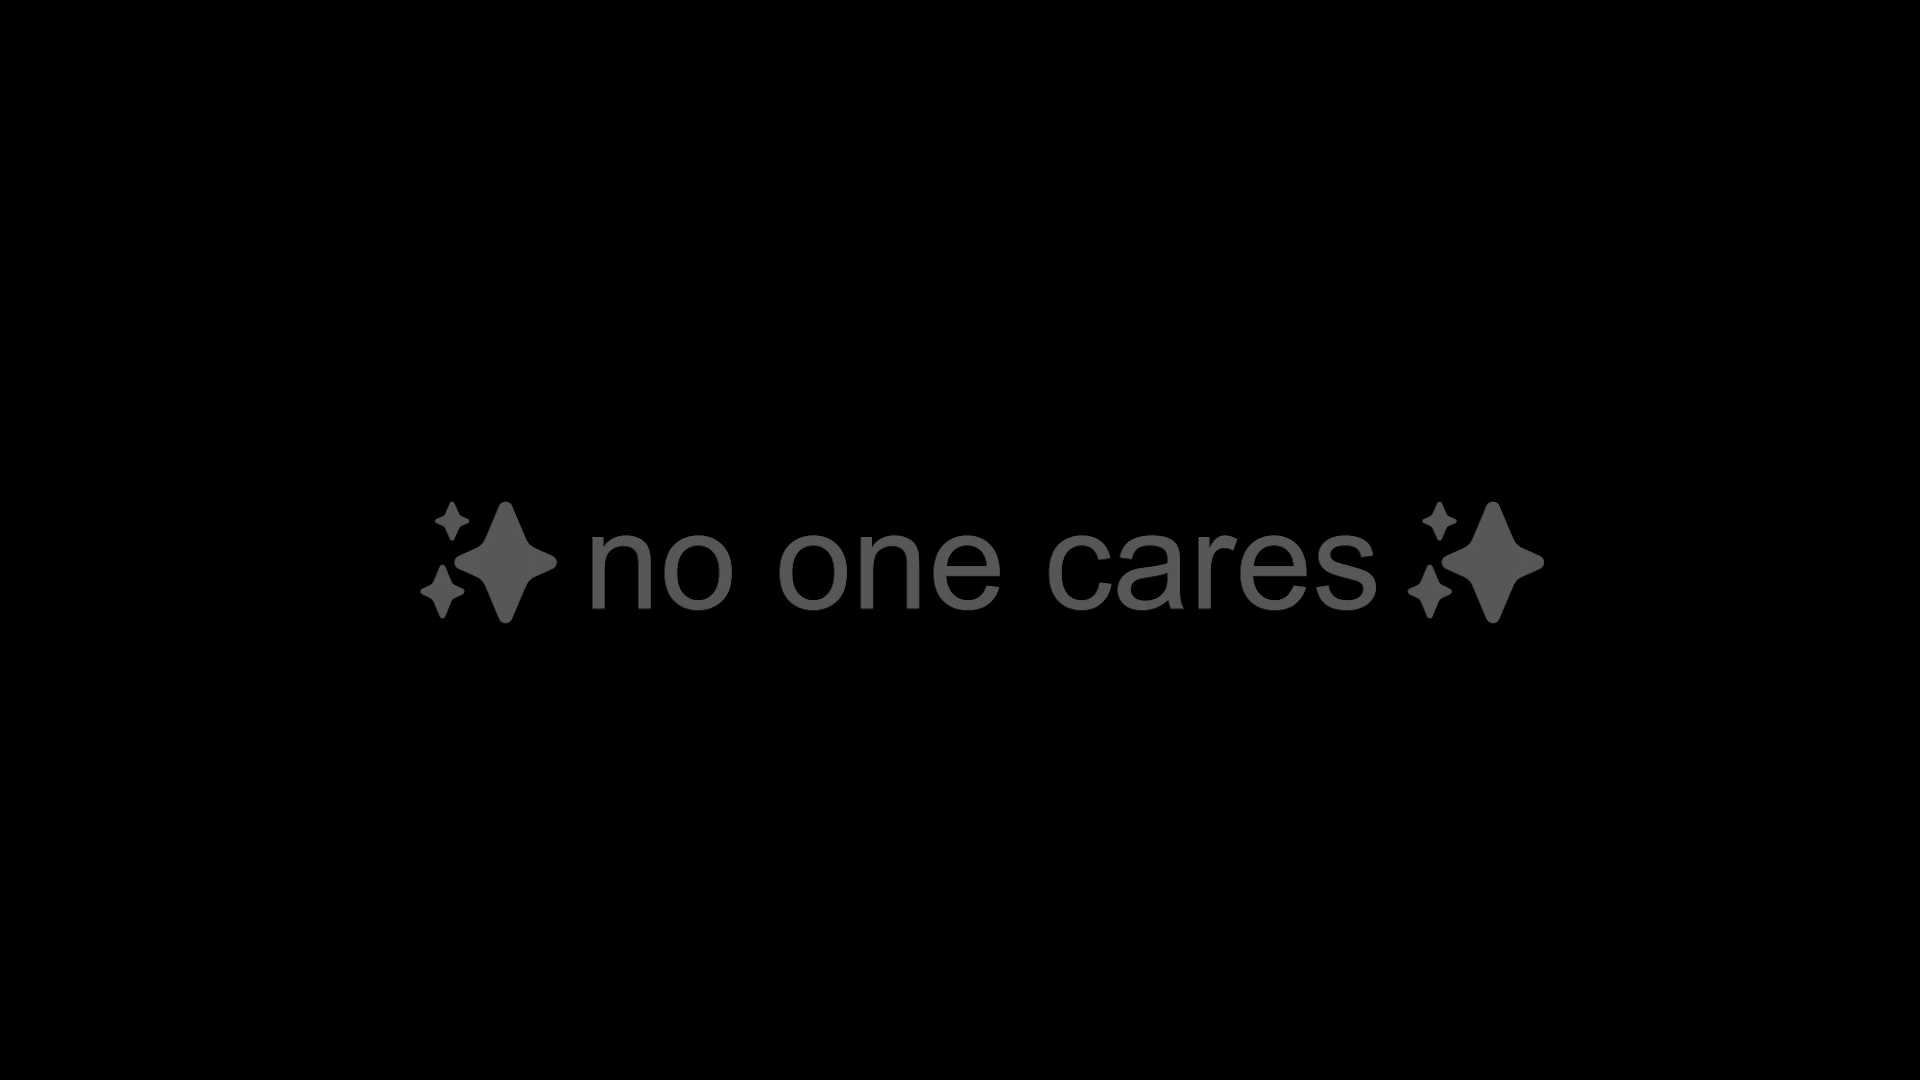 ✨ no one cares ✨